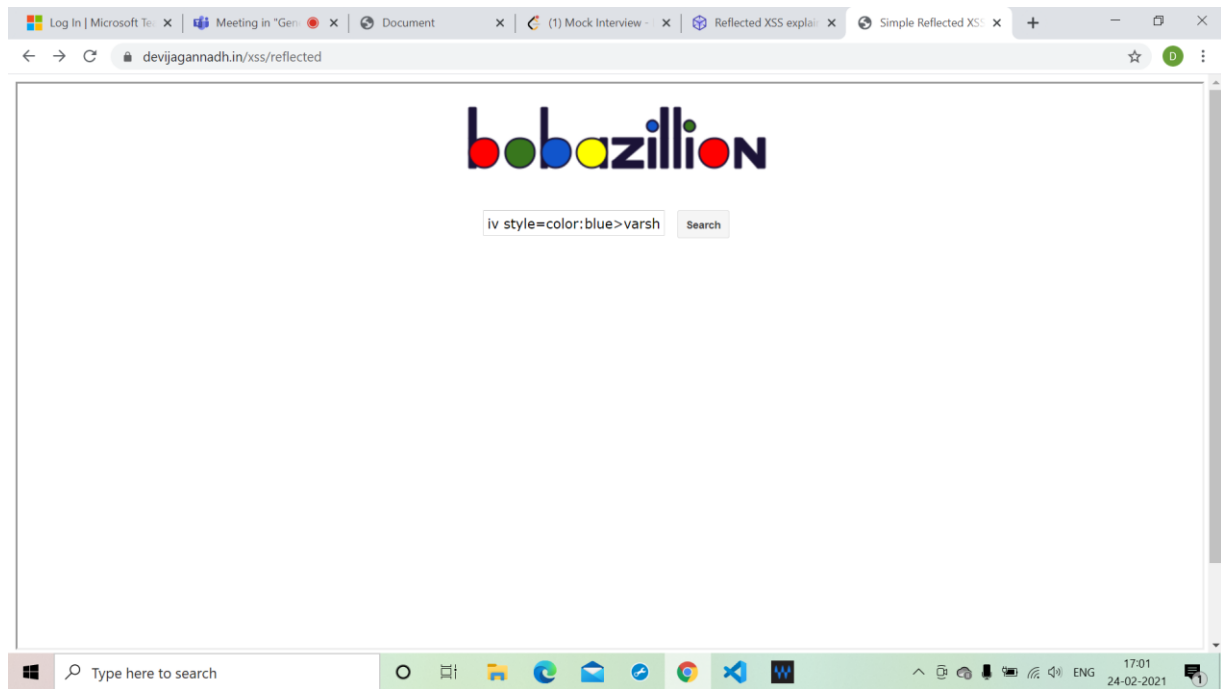 Log In | Microsoft Te
Meeting in "Gen
Document
(1) Mock Interview -
Reflected XSS explai
Simple Reflected XS
devijagannadh.in/xss/reflected
D
bobazillion
iv style=color:blue>varsh
Search
Type here to search
ENG
17:01
24-02-2021
1